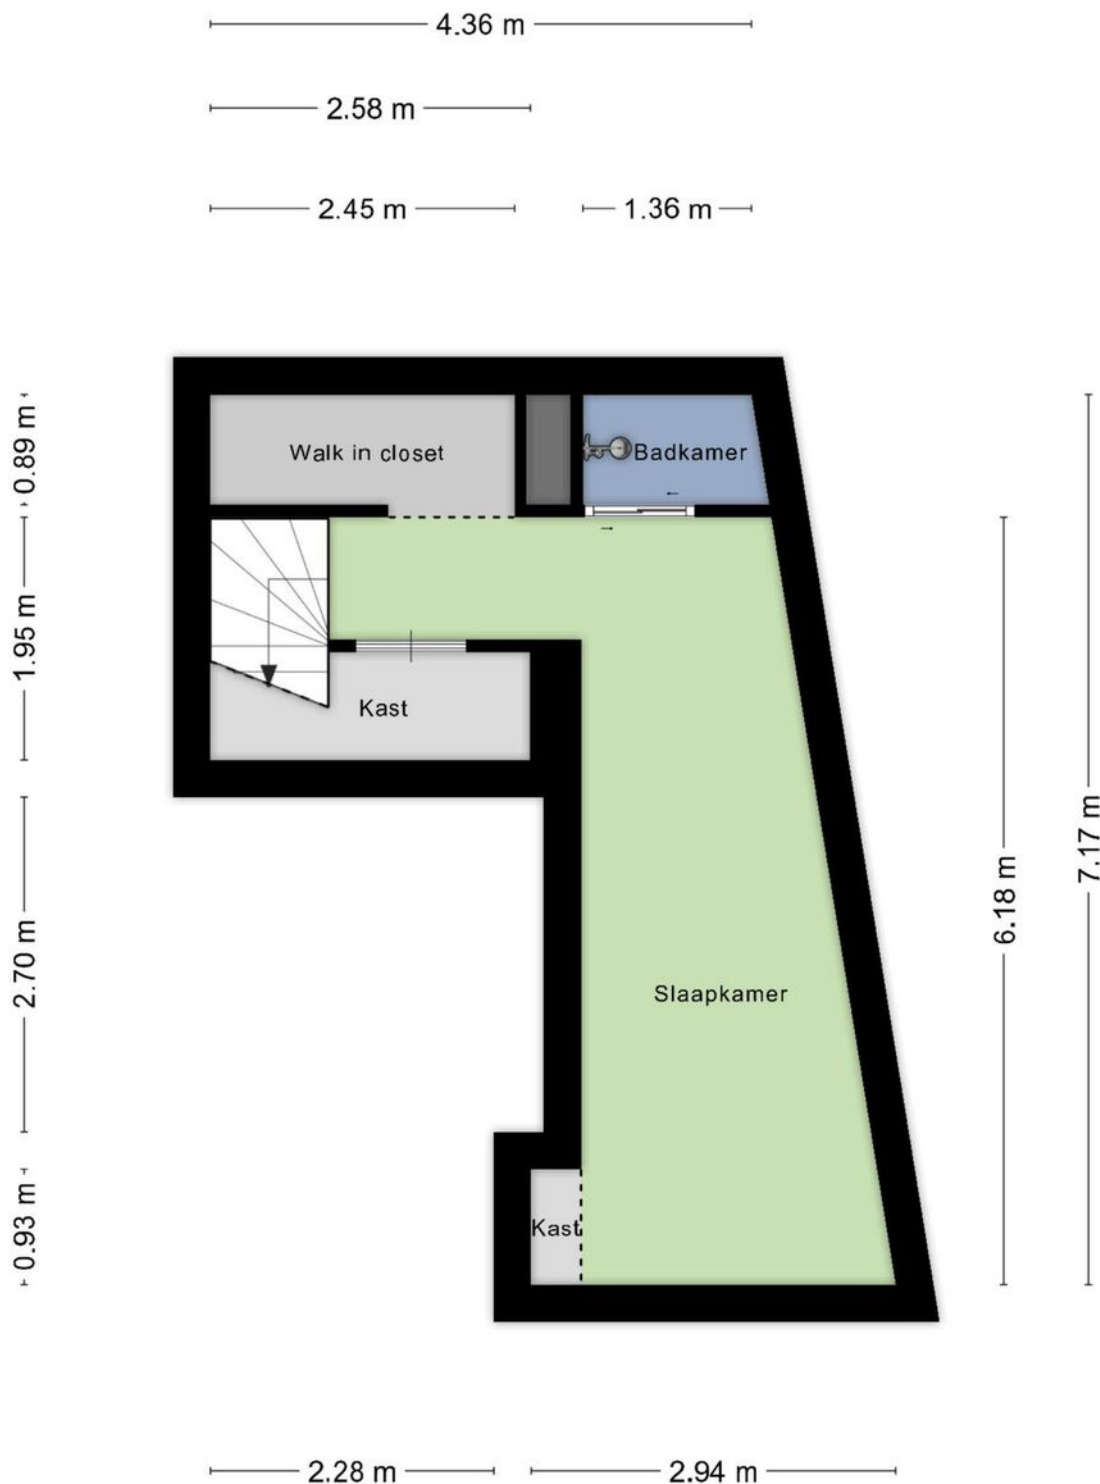 4.36 m
2.58 m
2.45 m
1.36 m
0.89 m
Walk in closet
Badkamer
1.95 m
Kast
7.17 m
6.18 m
2.70 m
Slaapkamer
0.93 m
Kast
2.28 m
2.94 m